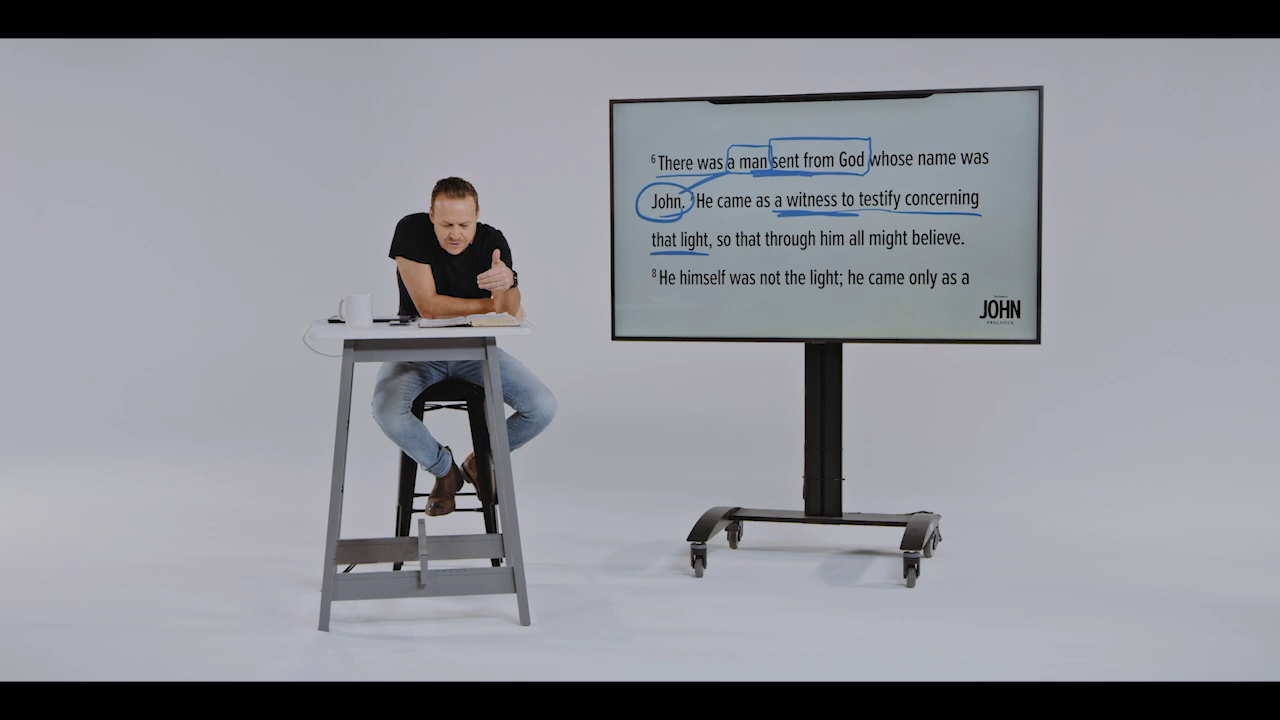 ⁶ There was a man sent from God whose name was
John. ⁷ He came as a witness to testify concerning
that light, so that through him all might believe.
⁸ He himself was not the light; he came only as a
JOHN
PROLOGUE